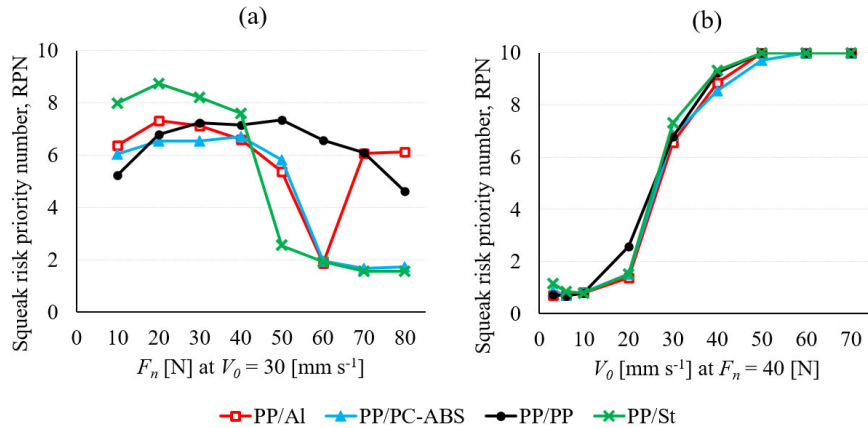 (a)
Squeak risk priority number, RPN
10
8
6
4
2
0
10 20 30 40 50 60 70 80
Fn [N] at V0 = 30 [mm s-1]
(b)
Squeak risk priority number, RPN
10
8
6
4
2
0
0 10 20 30 40 50 60 70
V0 [mm s-1] at Fn = 40 [N]
PP/Al PP/PC-ABS PP/PP PP/St